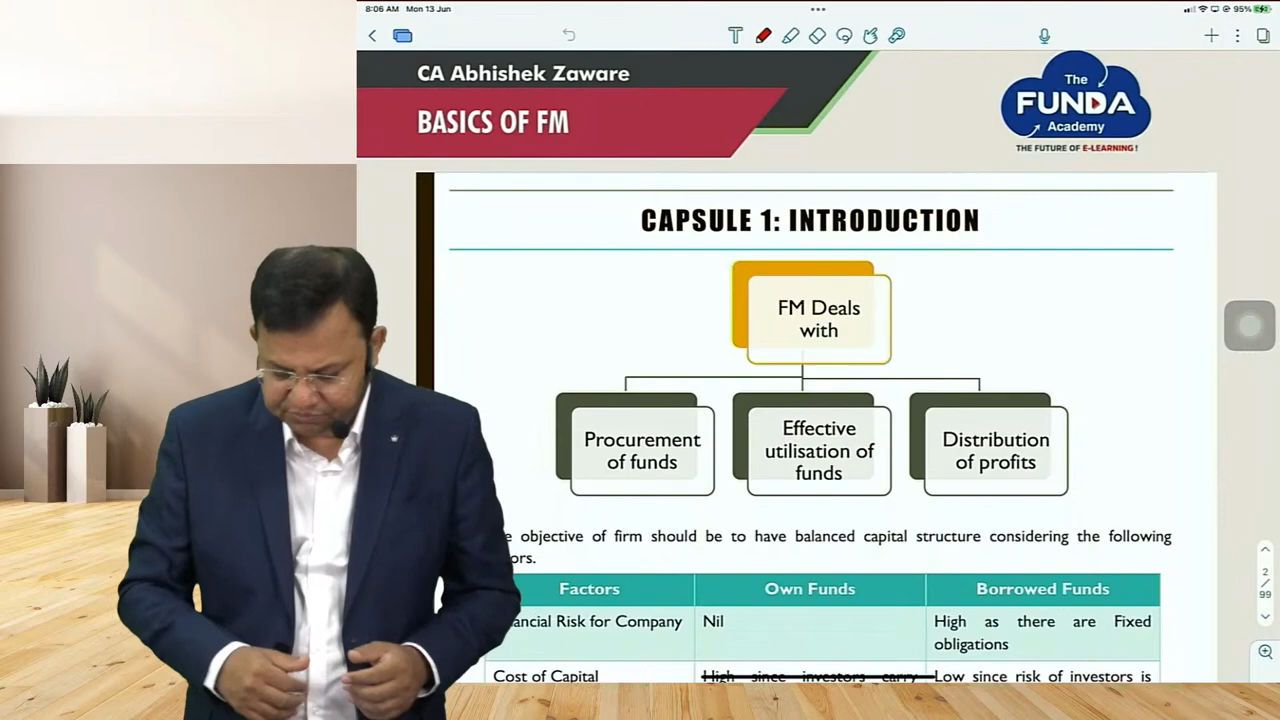 8:06 AM Mon 13 Jun
95%
CA Abhishek Zaware
BASICS OF FM
The
FUNDA
Academy
THE FUTURE OF E-LEARNING!
CAPSULE 1: INTRODUCTION
FM Deals
with
Procurement
of funds
Effective
utilisation of
funds
Distribution
of profits
objective of firm should be to have balanced capital structure considering the following
Factors Own Funds Borrowed Funds
Risk for Company Nil High as there are Fixed
obligations
Cost of Capital High since investors carry Low since risk of investors is
2
/
99